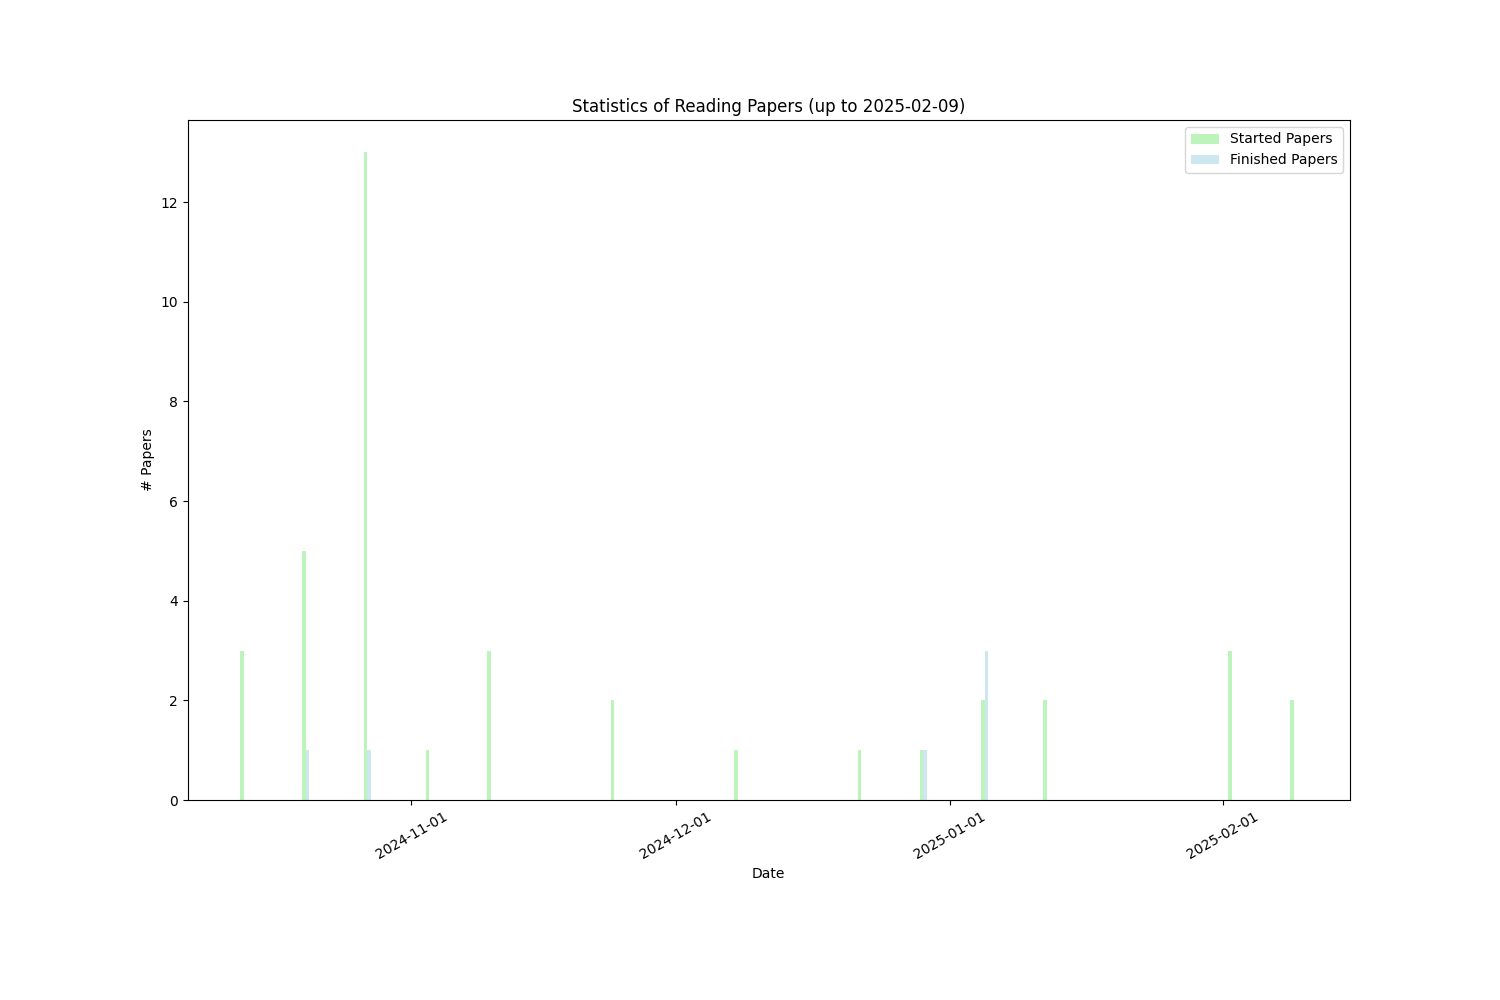 Statistics of Reading Papers (up to 2025-02-09)
Started Papers
Finished Papers
12
10
8
6
4
2
0
# Papers
2024-11-01
2024-12-01
2025-01-01
2025-02-01
Date